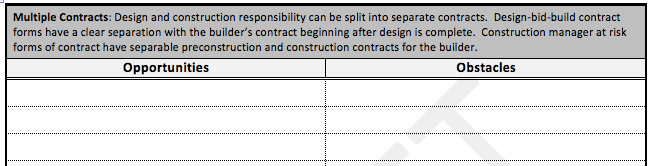 Multiple Contracts: Design and construction responsibility can be split into separate contracts. Design-bid-build contract
forms have a clear separation with the builder's contract beginning after design is complete. Construction manager at risk
forms of contract have separable preconstruction and construction contracts for the builder.
Opportunities Obstacles